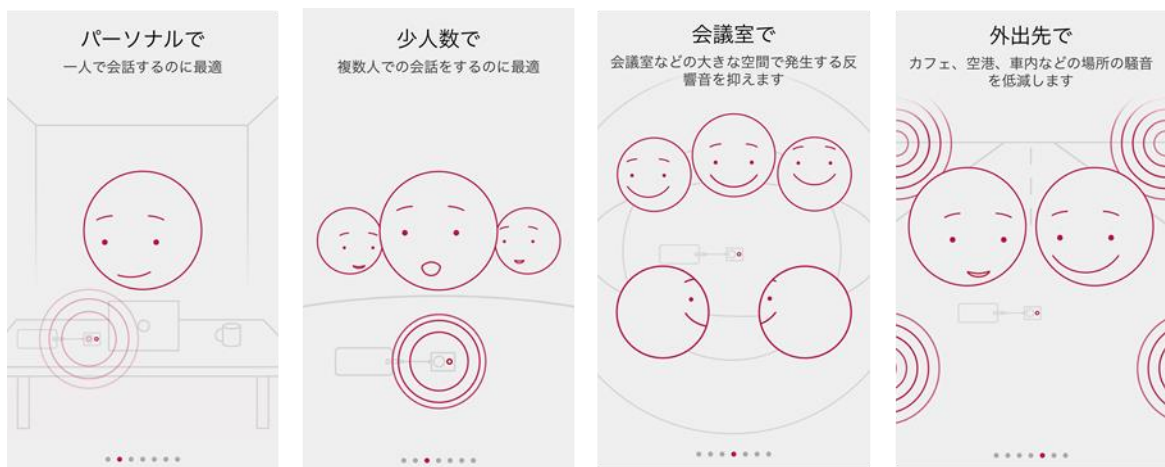 パーソナルで
一人で会話するのに最適
少人数で
複数人での会話をするのに最適
会議室で
会議室などの大きな空間で発生する反
響音を抑えます
外出先で
カフェ、空港、車内などの場所の騒音
を低減します